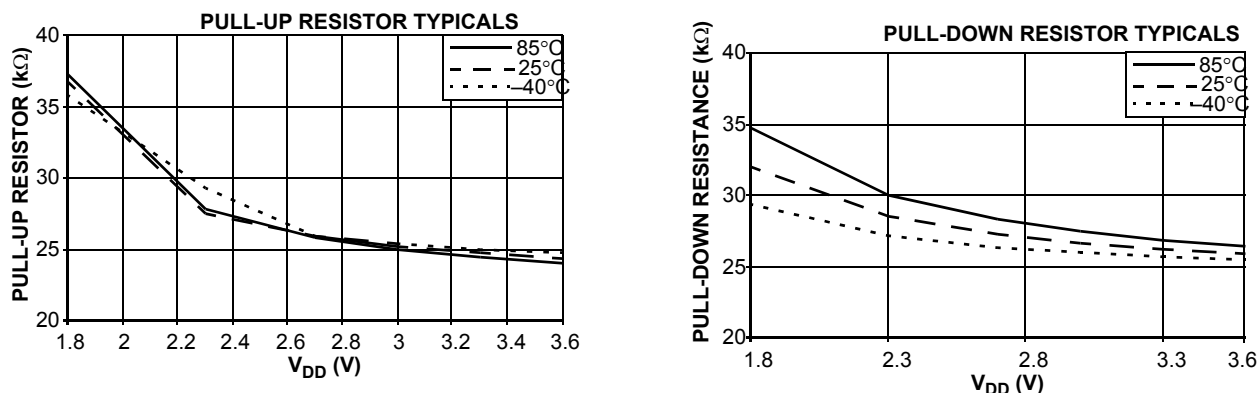 PULL-UP RESISTOR TYPICALS
PULL-UP RESISTOR (kΩ)
40
35
30
25
20
85°C
25°C
–40°C
1.8 2 2.2 2.4 2.6 2.8 3 3.2 3.4 3.6
VDD (V)
PULL-DOWN RESISTOR TYPICALS
PULL-DOWN RESISTANCE (kΩ)
40
35
30
25
20
85°C
25°C
–40°C
1.8 2.3 2.8 3.3 3.6
VDD (V)